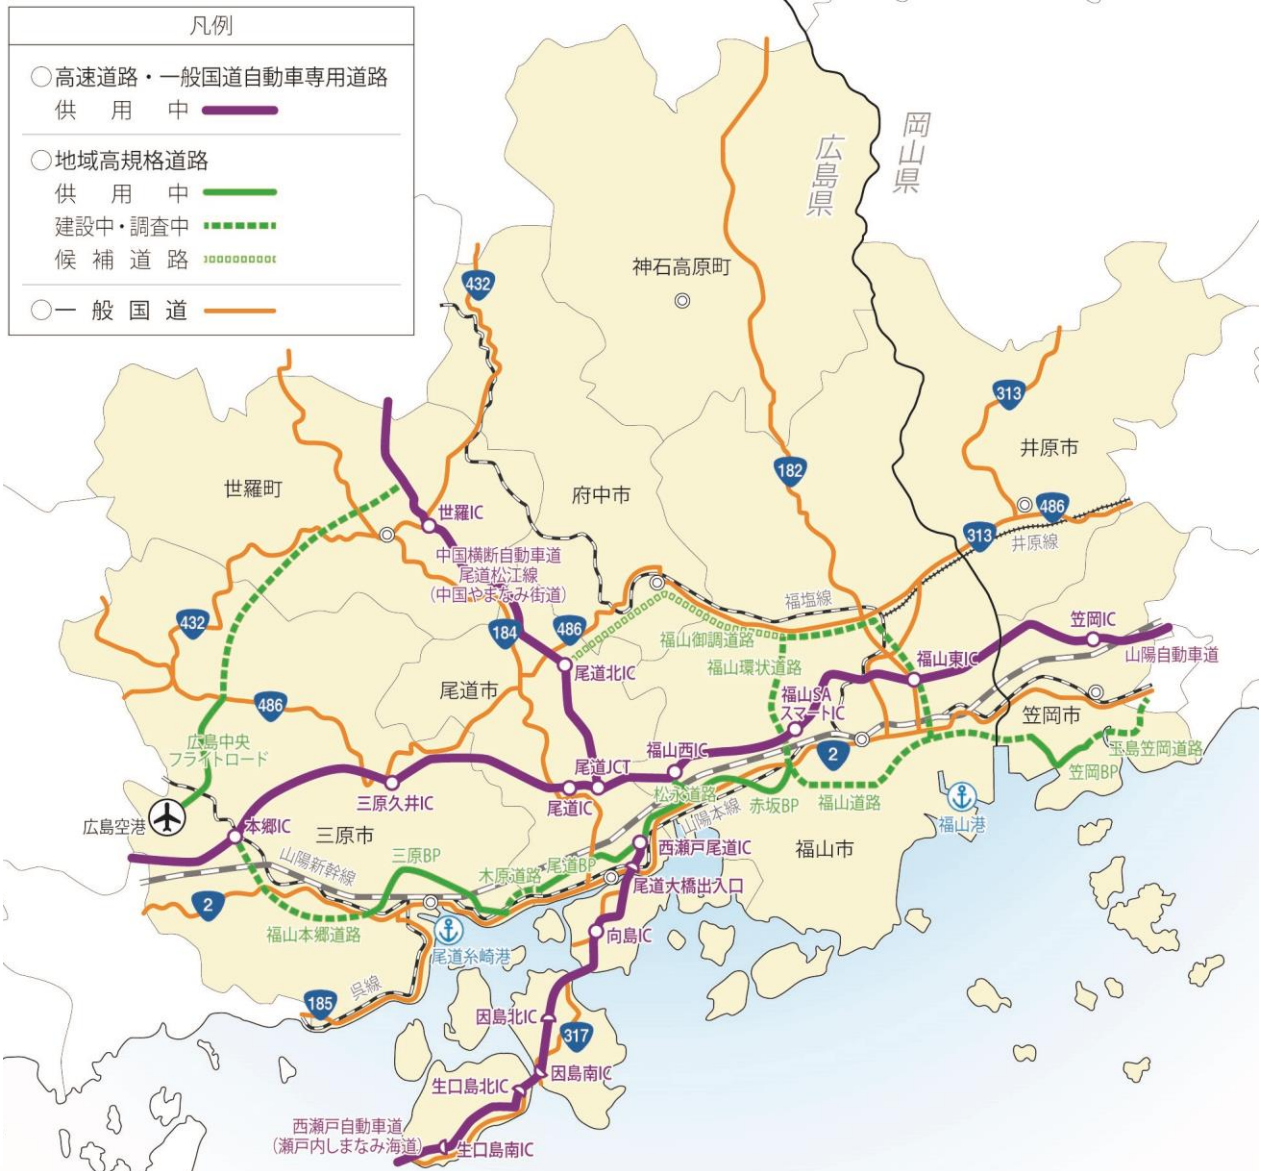 凡例
○高速道路・一般国道自動車専用道路
供用中
○地域高規格道路
供用中
建設中・調査中
候補道路
○一般国道
岡山県
広島県
神石高原町
432
313
井原市
182
世羅町
府中市
486
世羅IC
313
井原線
中国横断自動車道
尾道松江線
(中国やまなみ街道)
福塩線
432
184
486
福山御調道路
笠岡IC
山陽自動車道
福山環状道路
福山東IC
尾道北IC
尾道市
福山SA
スマートIC
486
笠岡市
広島中央
フライトロード
福山西IC
2
玉島笠岡道路
笠岡BP
尾道JCT
三原久井IC
尾道IC
松永道路
赤坂BP
福山道路
福山港
広島空港
本郷IC
三原市
山陽本線
福山市
山陽新幹線
三原BP
木原道路
尾道BP
西瀬戸尾道IC
尾道大橋出入口
2
福山本郷道路
尾道糸崎港
向島IC
呉線
185
因島北IC
317
因島南IC
生口島北IC
西瀬戸自動車道
(瀬戸内しまなみ海道)
生口島南IC